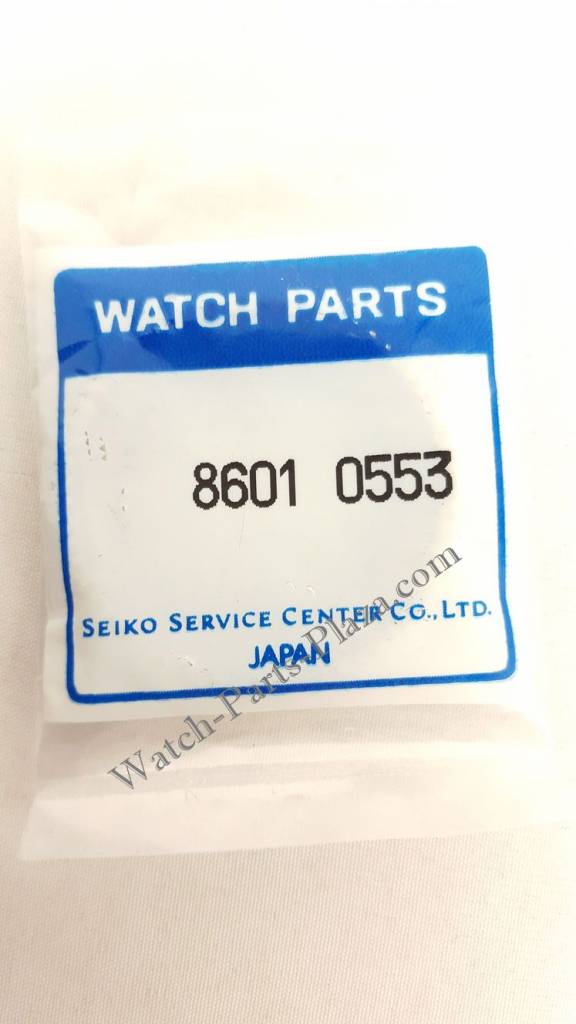 WATCH PARTS
8601 0553
SEIKO SERVICE CENTER CO., LTD.
JAPAN
Watch-Parts-Plaza.com